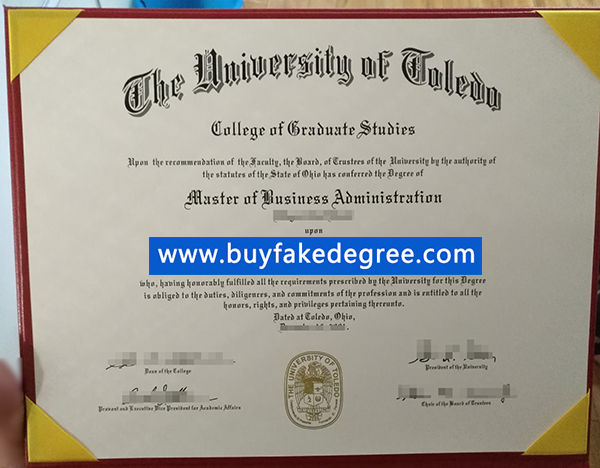 The University of Toledo
College of Graduate Studies
Upon the recommendation of the Faculty, the Board, of Trustees of the University by the authority of
the statutes of the State of Ohio has conferred the Degree of
Master of Business Administration
upon
www.buyfakedegree.com
who, having honorably fulfilled all the requirements prescribed by the University for this Degree
is obliged to the duties, diligences, and commitments of the profession and is entitled to all the
honors, rights, and privileges pertaining thereunto.
Dated at Toledo, Ohio,
Dean of the College
President of the University
Provost and Executive Vice President for Academic Affairs
Chair of the Board of Trustees
THE UNIVERSITY OF TOLEDO